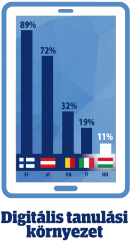 89%
72%
32%
19%
11%
FI AT RO IT HU
Digitális tanulási
környezet